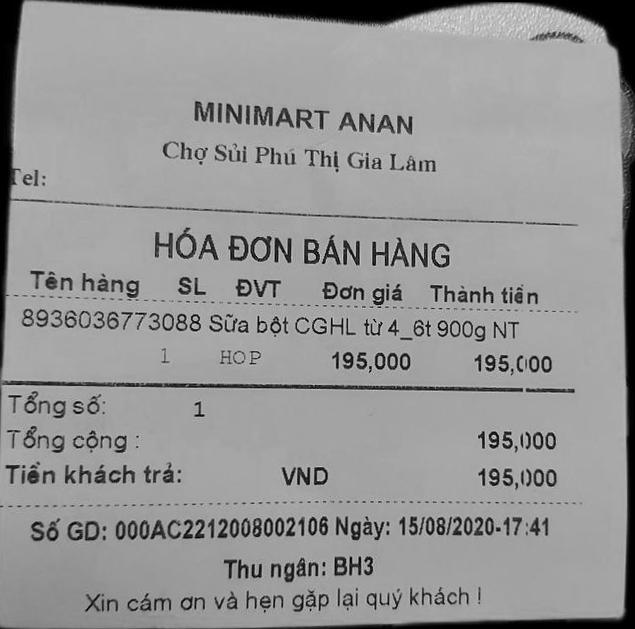 MINIMART ANAN
Chợ Sủi Phú Thị Gia Lâm
Tel:
HÓA ĐƠN BÁN HÀNG
Tên hàng SL ĐVT Đơn giá Thành tiền
8936036773088 Sữa bột CGHL từ 4_6t 900g NT
1 HOP 195,000 195,000
Tổng số: 1
Tổng cộng : 195,000
Tiền khách trả: VND 195,000
Số GD: 000AC2212008002106 Ngày: 15/08/2020-17:41
Thu ngân: BH3
Xin cám ơn và hẹn gặp lại quý khách !